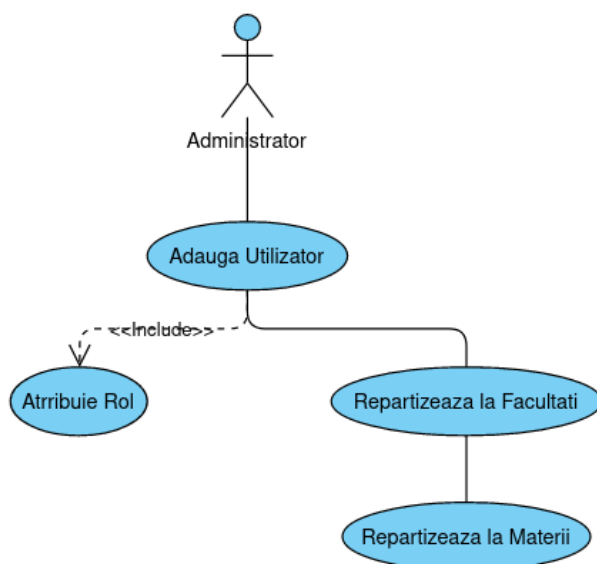 Administrator
Adauga Utilizator
<<Include>>
Atrribuie Rol
Repartizeaza la Facultati
Repartizeaza la Materii